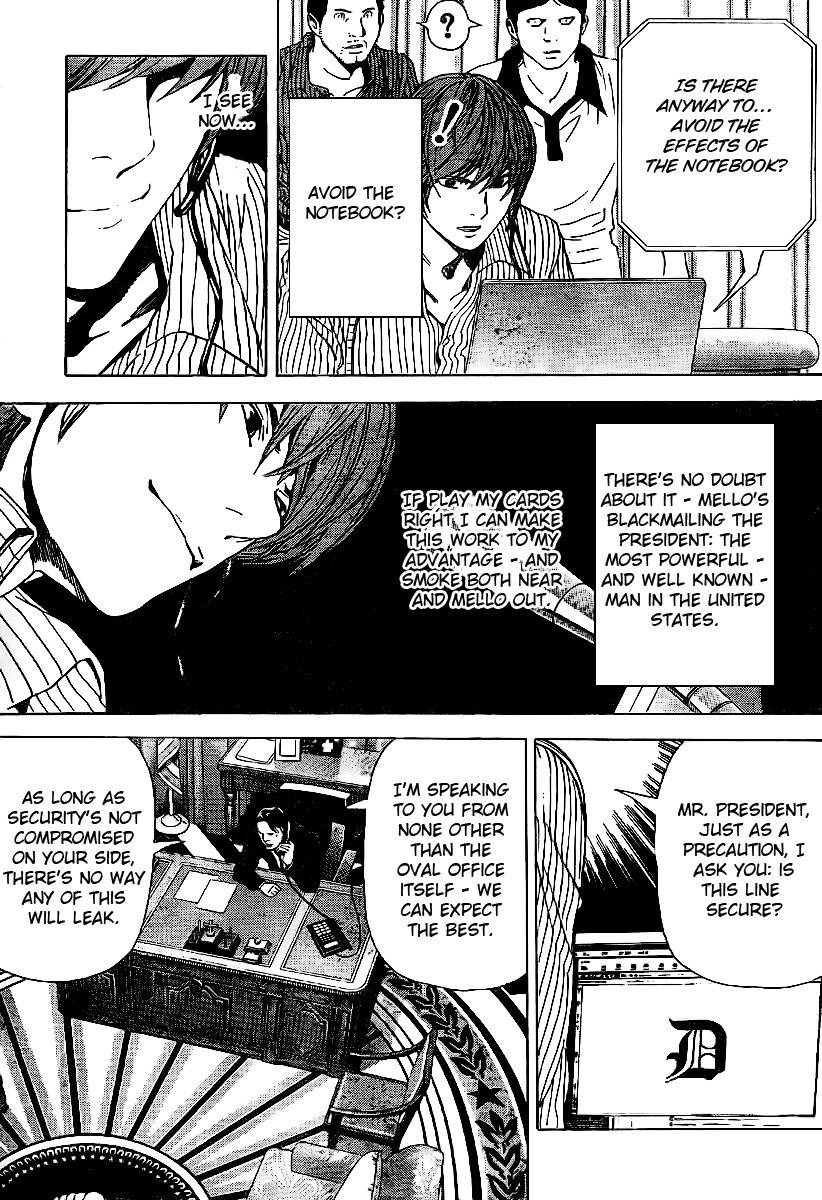 IS THERE
ANYWAY TO...
AVOID THE
EFFECTS OF
THE NOTEBOOK?
?
!
AVOID THE
NOTEBOOK?
I SEE
NOW...
THERE'S NO DOUBT
ABOUT IT - MELLO'S
BLACKMAILING THE
PRESIDENT: THE
MOST POWERFUL -
AND WELL KNOWN -
MAN IN THE UNITED
STATES.
IF PLAY MY CARDS
RIGHT I CAN MAKE
THIS WORK TO MY
ADVANTAGE - AND
SMOKE BOTH NEAR
AND MELLO OUT.
MR. PRESIDENT,
JUST AS A
PRECAUTION, I
ASK YOU: IS
THIS LINE
SECURE?
D
I'M SPEAKING
TO YOU FROM
NONE OTHER
THAN THE
OVAL OFFICE
ITSELF - WE
CAN EXPECT
THE BEST.
AS LONG AS
SECURITY'S NOT
COMPROMISED
ON YOUR SIDE,
THERE'S NO WAY
ANY OF THIS
WILL LEAK.